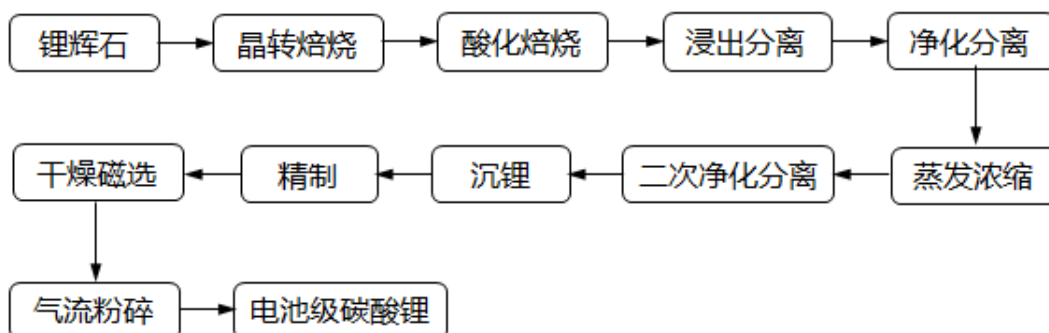 锂辉石
晶转焙烧
酸化焙烧
浸出分离
净化分离
蒸发浓缩
二次净化分离
沉锂
精制
干燥磁选
气流粉碎
电池级碳酸锂